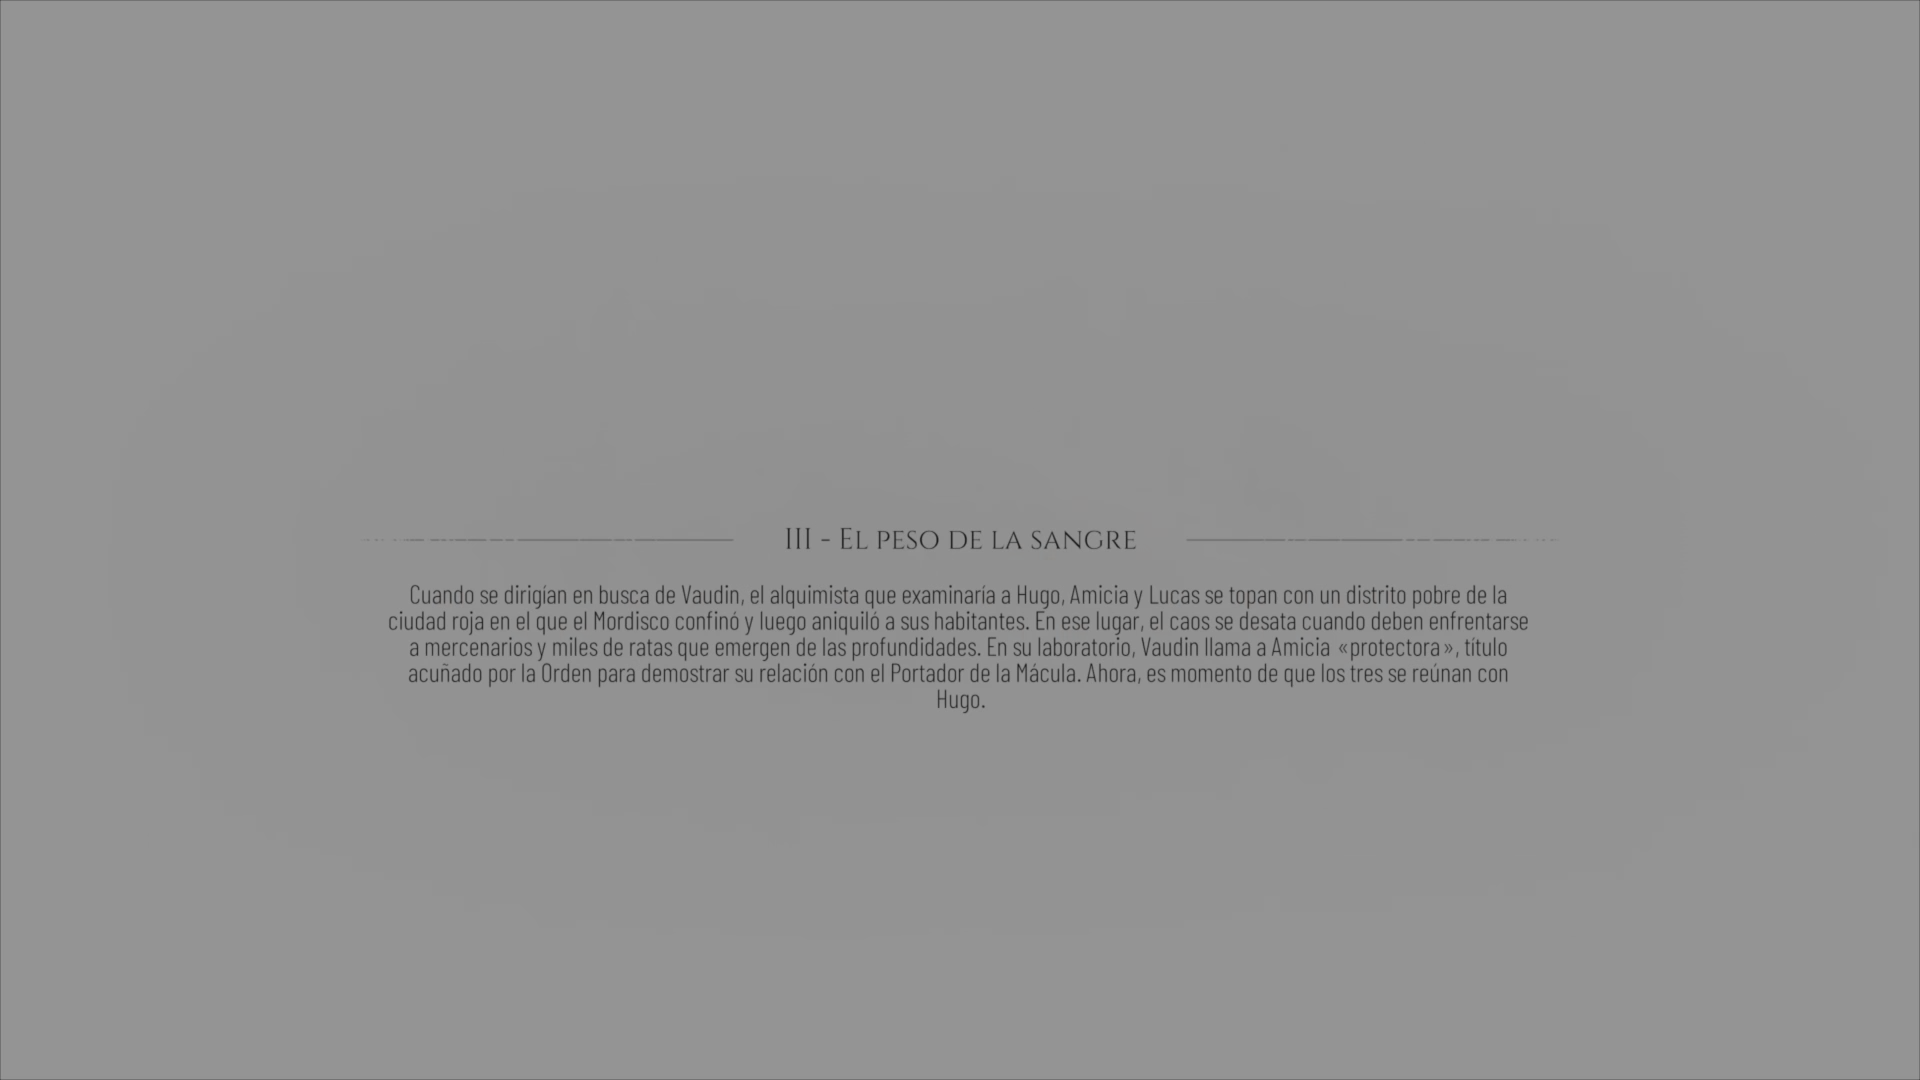 III - El peso de la sangre
Cuando se dirigían en busca de Vaudin, el alquimista que examinaría a Hugo, Amicia y Lucas se topan con un distrito pobre de la
ciudad roja en el que el Mordisco confinó y luego aniquiló a sus habitantes. En ese lugar, el caos se desata cuando deben enfrentarse
a mercenarios y miles de ratas que emergen de las profundidades. En su laboratorio, Vaudin llama a Amicia «protectora», título
acuñado por la Orden para demostrar su relación con el Portador de la Mácula. Ahora, es momento de que los tres se reúnan con
Hugo.